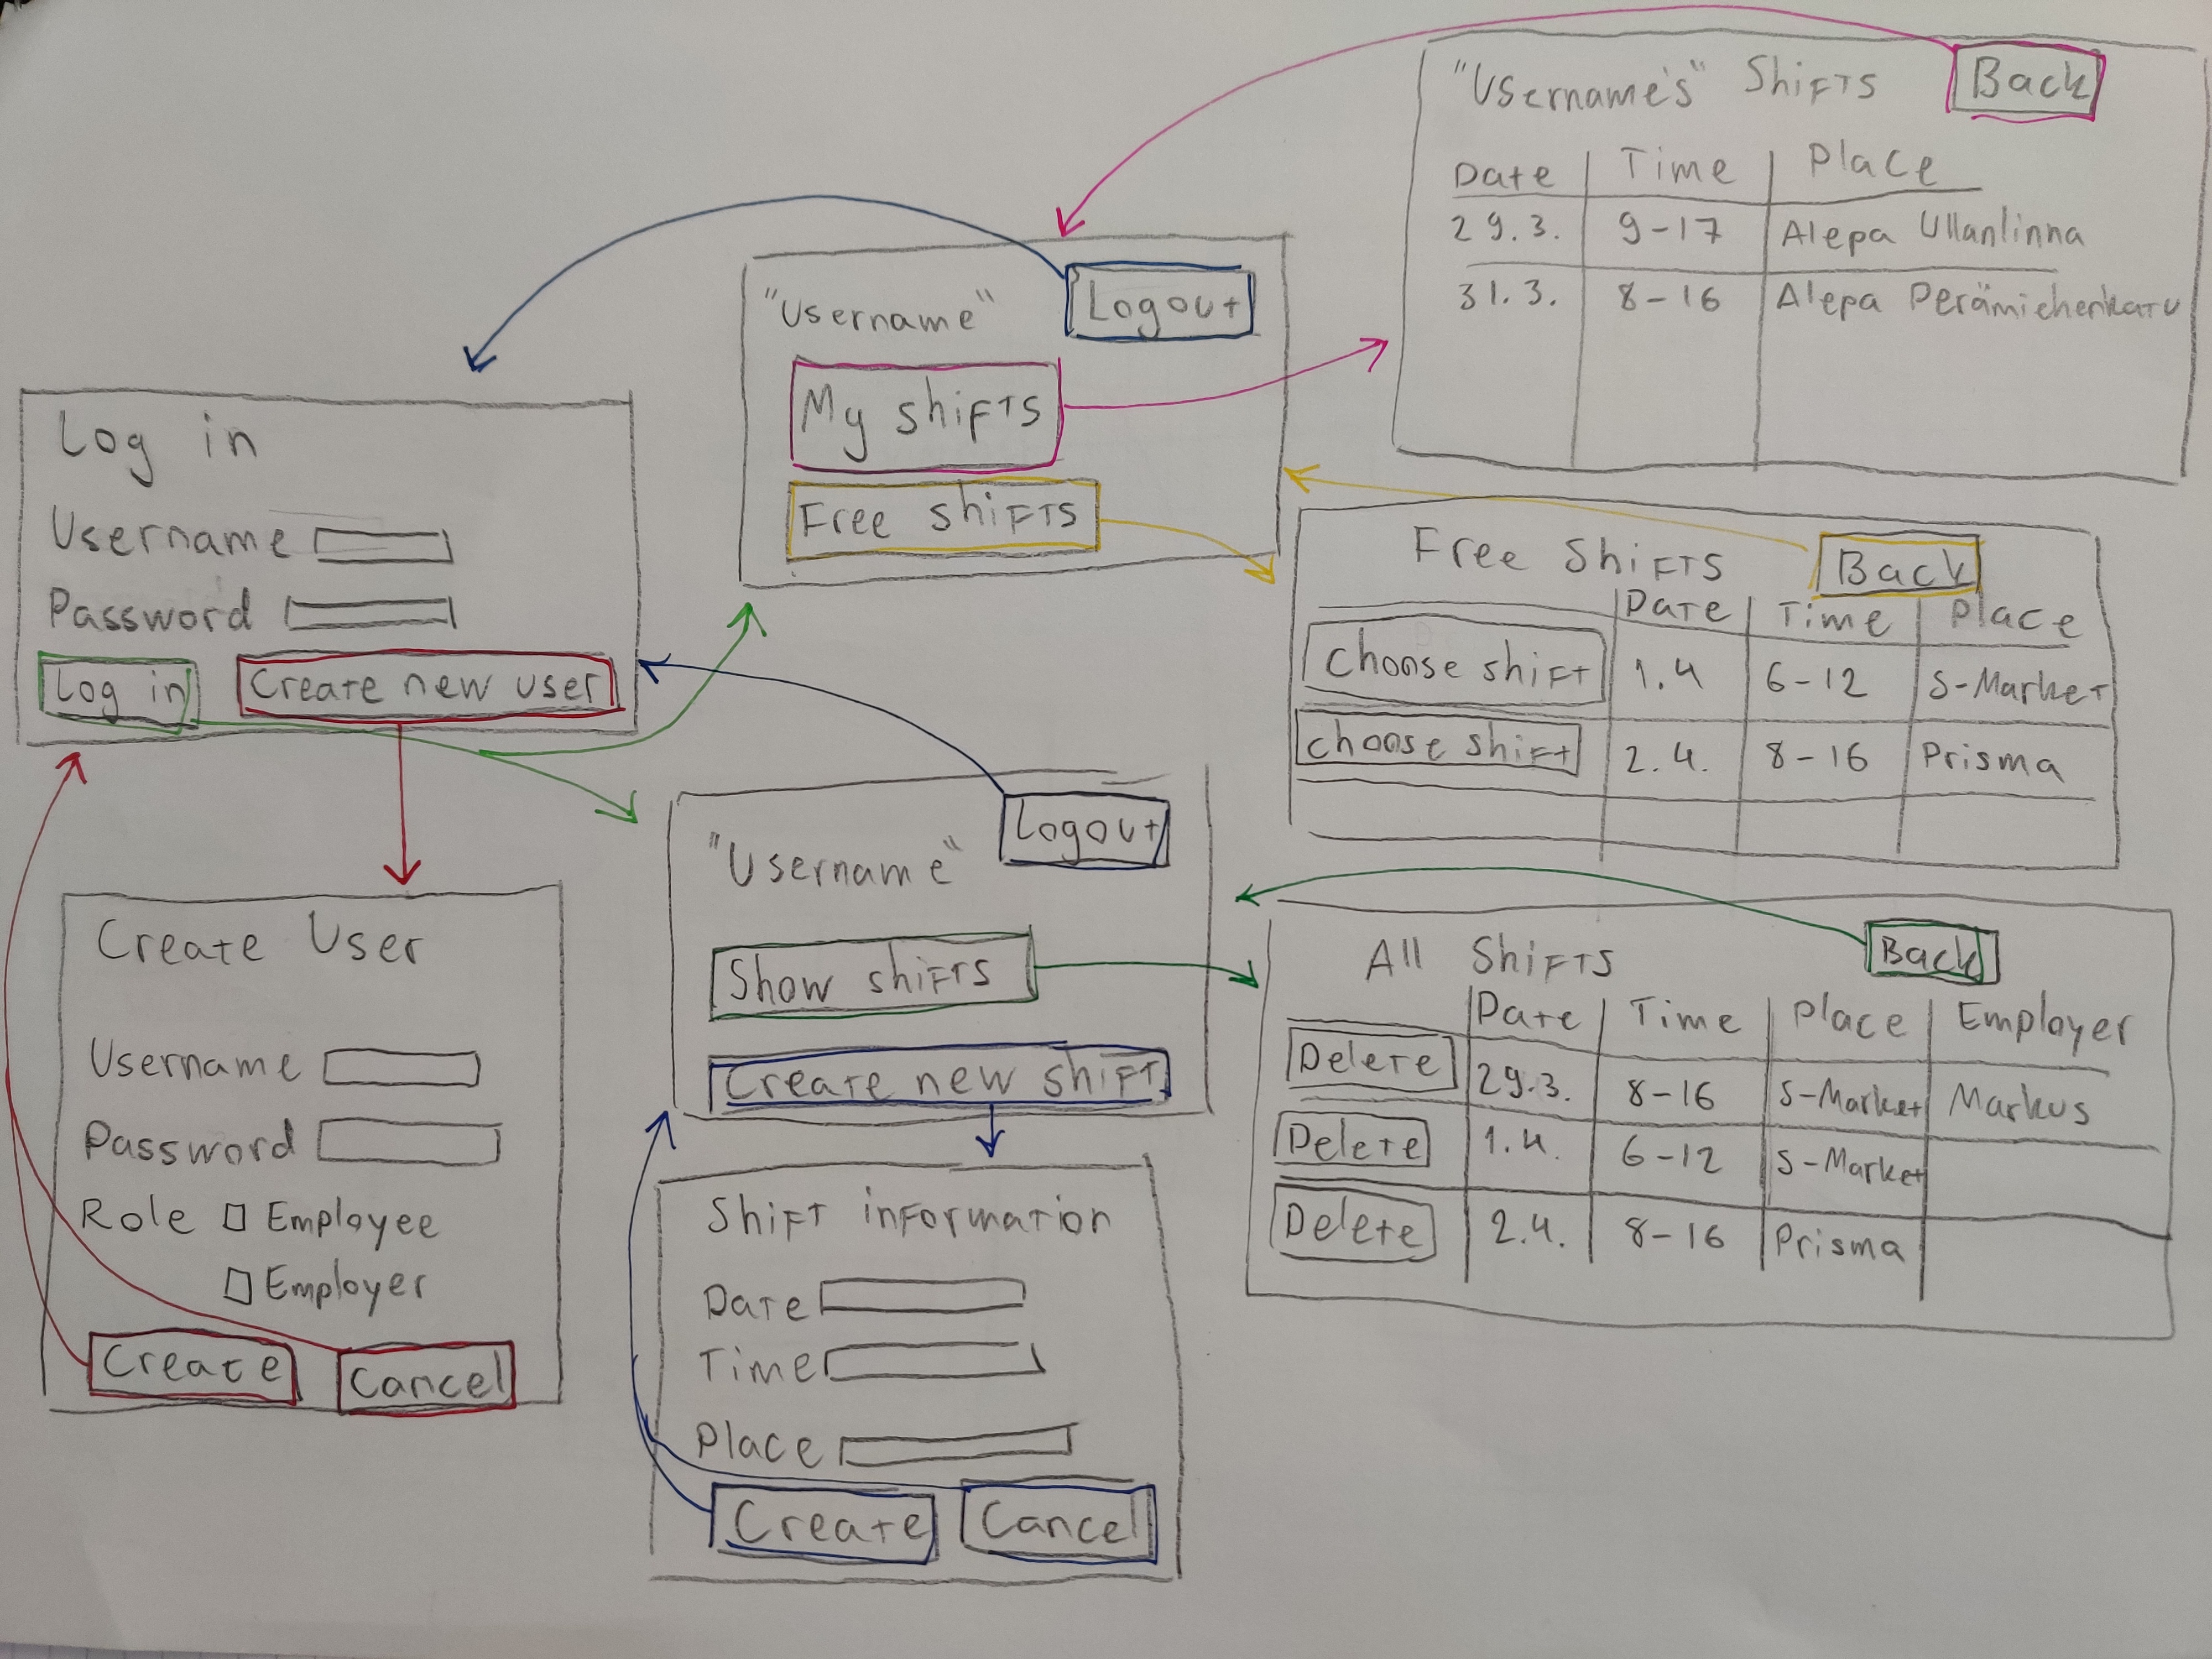 Log in
Username
Password
Log in Create new user
Create User
Username
Password
Role Employee
Employer
Create Cancel
"Username" Logout
My shifts
Free shifts
"Username" Logout
Show shifts
Create new shift
Shift information
Date
Time
Place
Create Cancel
"Username's" Shifts Back
Date Time Place
29.3. 9-17 Alepa Ullanlinna
31.3. 8-16 Alepa Perämiehenkatu
Free Shifts Back
Date Time Place
Choose shift 1.4 6-12 S-Market
choose shift 2.4. 8-16 Prisma
All Shifts Back
Date Time Place Employer
Delete 29.3. 8-16 S-Market Markus
Delete 1.4. 6-12 S-Market
Delete 2.4. 8-16 Prisma